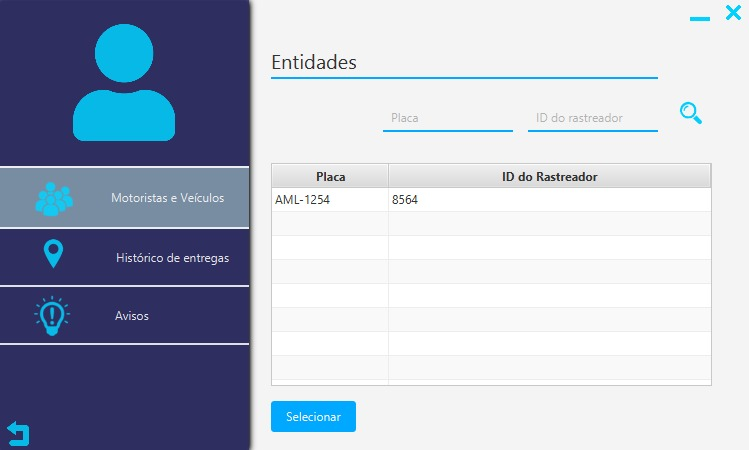 Entidades
Placa
ID do rastreador
Placa
ID do Rastreador
AML-1254
8564
Motoristas e Veículos
Histórico de entregas
Avisos
Selecionar